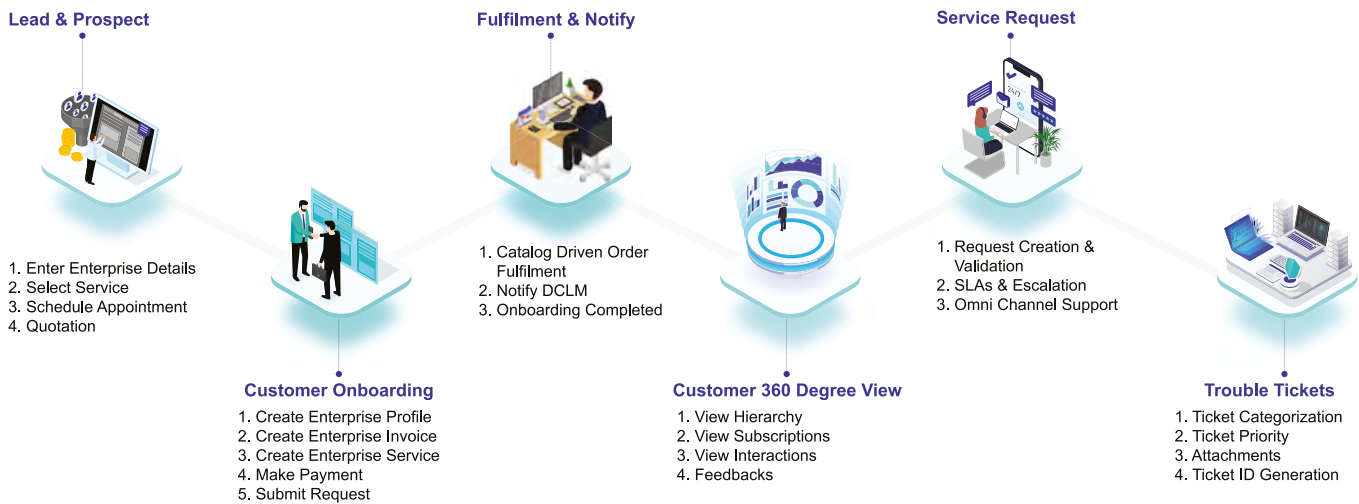 Lead & Prospect
1. Enter Enterprise Details
2. Select Service
3. Schedule Appointment
4. Quotation
Customer Onboarding
1. Create Enterprise Profile
2. Create Enterprise Invoice
3. Create Enterprise Service
4. Make Payment
5. Submit Request
Fulfilment & Notify
1. Catalog Driven Order
Fulfilment
2. Notify DCLM
3. Onboarding Completed
Customer 360 Degree View
1. View Hierarchy
2. View Subscriptions
3. View Interactions
4. Feedbacks
Service Request
24/7
1. Request Creation &
Validation
2. SLAs & Escalation
3. Omni Channel Support
Trouble Tickets
1. Ticket Categorization
2. Ticket Priority
3. Attachments
4. Ticket ID Generation